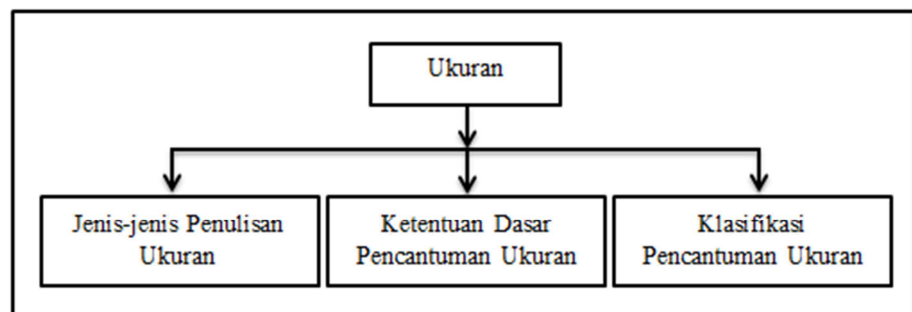 Ukuran
Jenis-jenis Penulisan
Ukuran
Ketentuan Dasar
Pencantuman Ukuran
Klasifikasi
Pencantuman Ukuran